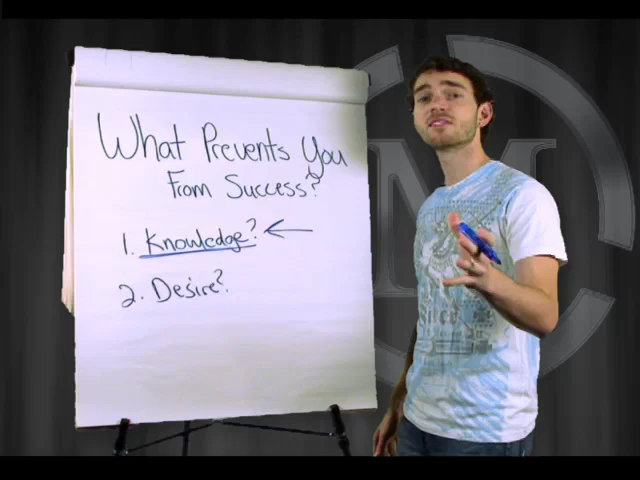 What Prevents You
From Success?
1. Knowledge?
2. Desire?
M